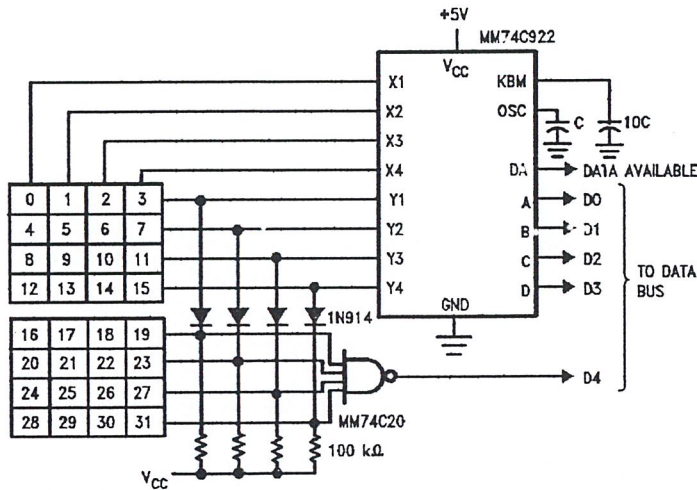 +5V
MM74C922
VCC
X1
KBM
X2
OSC
C
10C
X3
X4
DA
DATA AVAILABLE
0 1 2 3
Y1
A
D0
4 5 6 7
Y2
B
D1
8 9 10 11
Y3
C
D2
12 13 14 15
Y4
D
D3
TO DATA
BUS
GND
1N914
16 17 18 19
20 21 22 23
24 25 26 27
28 29 30 31
D4
MM74C20
100 kΩ
VCC